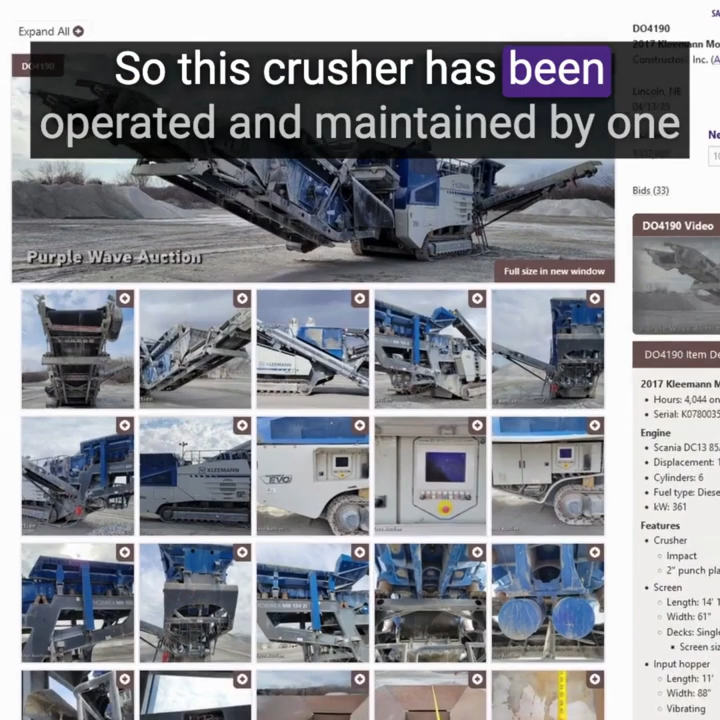 Expand All
DO4190
So this crusher has been
operated and maintained by one
Purple Wave Auction
Full size in new window
KLEEMANN
EVO
DO4190
2017 Kleemann Mo
Constructor Inc. (A
Lincoln, NE
Ne
Bids (33)
DO4190 Video
DO4190 Item De
2017 Kleemann M
Hours: 4,044 on
Serial: K0780035
Engine
Scania DC13 85
Displacement: 1
Cylinders: 6
Fuel type: Diese
kW: 361
Features
Crusher
Impact
2" punch pla
Screen
Length: 14' 1
Width: 61"
Decks: Single
Screen siz
Input hopper
Length: 11'
Width: 88"
Vibrating